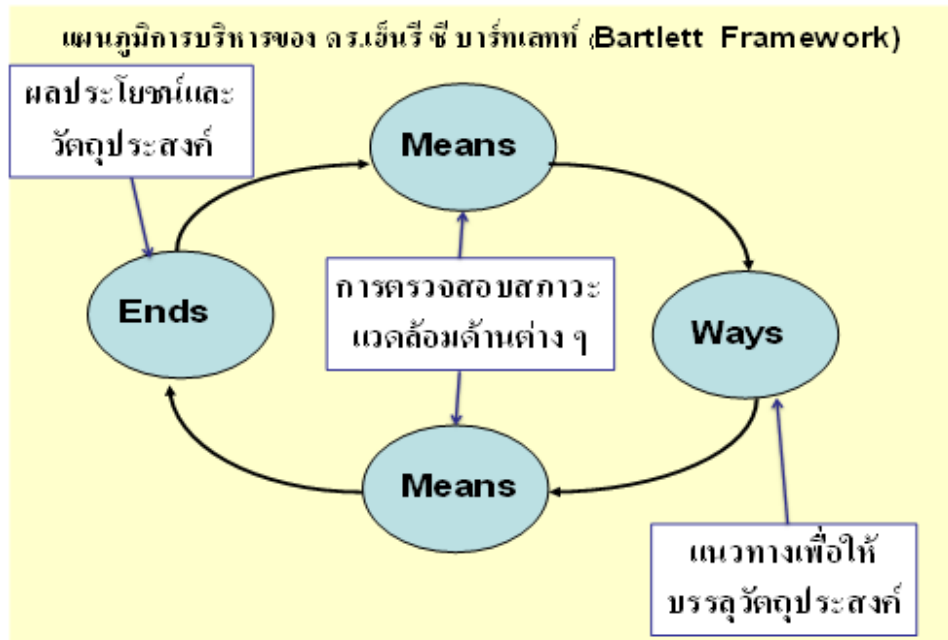 แผนภูมิการบริหารของ ดร.เฮ็นรี ซี บาร์ทเลทท์ (Bartlett Framework)
ผลประโยชน์และ
วัตถุประสงค์
Means
Ends
การตรวจสอบสภาวะ
แวดล้อมด้านต่าง ๆ
Ways
Means
แนวทางเพื่อให้
บรรลุวัตถุประสงค์